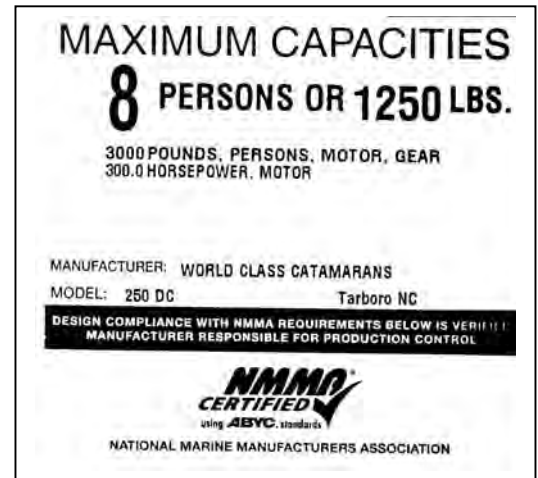 MAXIMUM CAPACITIES
8 PERSONS OR 1250 LBS.
3000 POUNDS, PERSONS, MOTOR, GEAR
300.0 HORSEPOWER, MOTOR
MANUFACTURER: WORLD CLASS CATAMARANS
MODEL: 250 DC Tarboro NC
DESIGN COMPLIANCE WITH NMMA REQUIREMENTS BELOW IS
MANUFACTURER RESPONSIBLE FOR PRODUCTION CONTROL
NMMA
CERTIFIED
using ABYC. standards
NATIONAL MARINE MANUFACTURERS ASSOCIATION